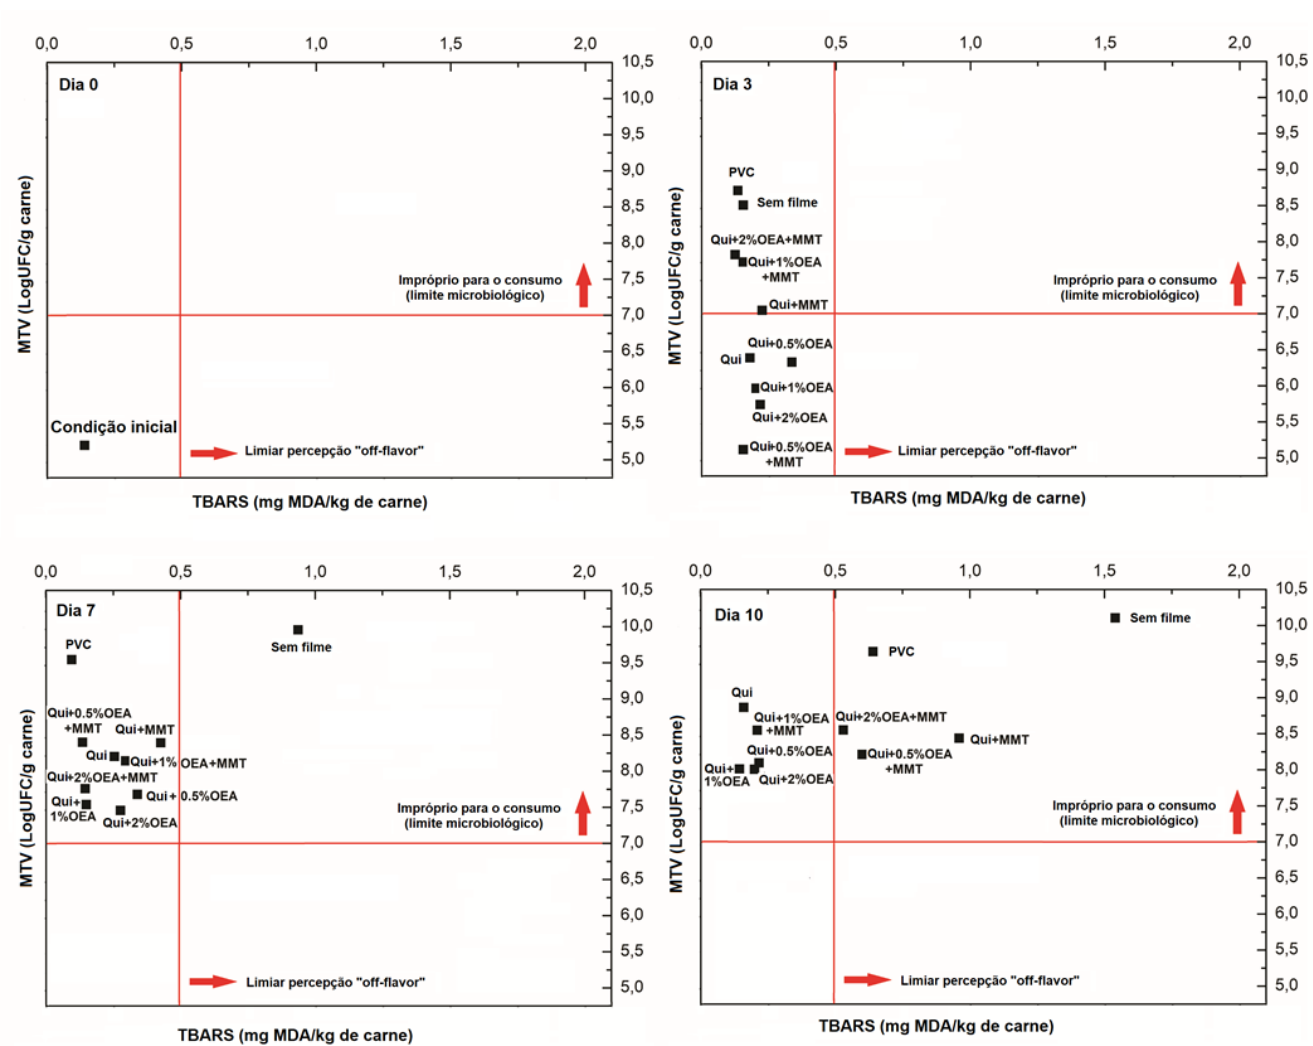 0,0 0,5 1,0 1,5 2,0
Dia 0
10,5
10,0
9,5
9,0
8,5
8,0
7,5
7,0
6,5
6,0
5,5
5,0
MTV (LogUFC/g carne)
Impróprio para o consumo
(limite microbiológico)
Condição inicial
Limiar percepção "off-flavor"
TBARS (mg MDA/kg de carne)
0,0 0,5 1,0 1,5 2,0
Dia 3
10,5
10,0
9,5
9,0
8,5
8,0
7,5
7,0
6,5
6,0
5,5
5,0
MTV (LogUFC/g carne)
PVC
Sem filme
Qui+2%OEA+MMT
Qui+1%OEA
+MMT
Impróprio para o consumo
(limite microbiológico)
Qui+MMT
Qui+0.5%OEA
Qui
Qui+1%OEA
Qui+2%OEA
Qui+0.5%OEA
+MMT
Limiar percepção "off-flavor"
TBARS (mg MDA/kg de carne)
0,0 0,5 1,0 1,5 2,0
Dia 7
10,5
10,0
9,5
9,0
8,5
8,0
7,5
7,0
6,5
6,0
5,5
5,0
MTV (LogUFC/g carne)
PVC
Sem filme
Qui+0.5%OEA
+MMT
Qui+MMT
Qui
Qui+1% OEA+MMT
Qui+2%OEA+MMT
Qui+
1%OEA
Qui+ 0.5%OEA
Qui+2%OEA
Impróprio para o consumo
(limite microbiológico)
Limiar percepção "off-flavor"
TBARS (mg MDA/kg de carne)
0,0 0,5 1,0 1,5 2,0
Dia 10
10,5
10,0
9,5
9,0
8,5
8,0
7,5
7,0
6,5
6,0
5,5
5,0
MTV (LogUFC/g carne)
Sem filme
PVC
Qui
Qui+1%OEA
+MMT
Qui+2%OEA+MMT
Qui+MMT
Qui+0.5%OEA
Qui+0.5%OEA
+MMT
Qui+
1%OEA
Qui+2%OEA
Impróprio para o consumo
(limite microbiológico)
Limiar percepção "off-flavor"
TBARS (mg MDA/kg de carne)